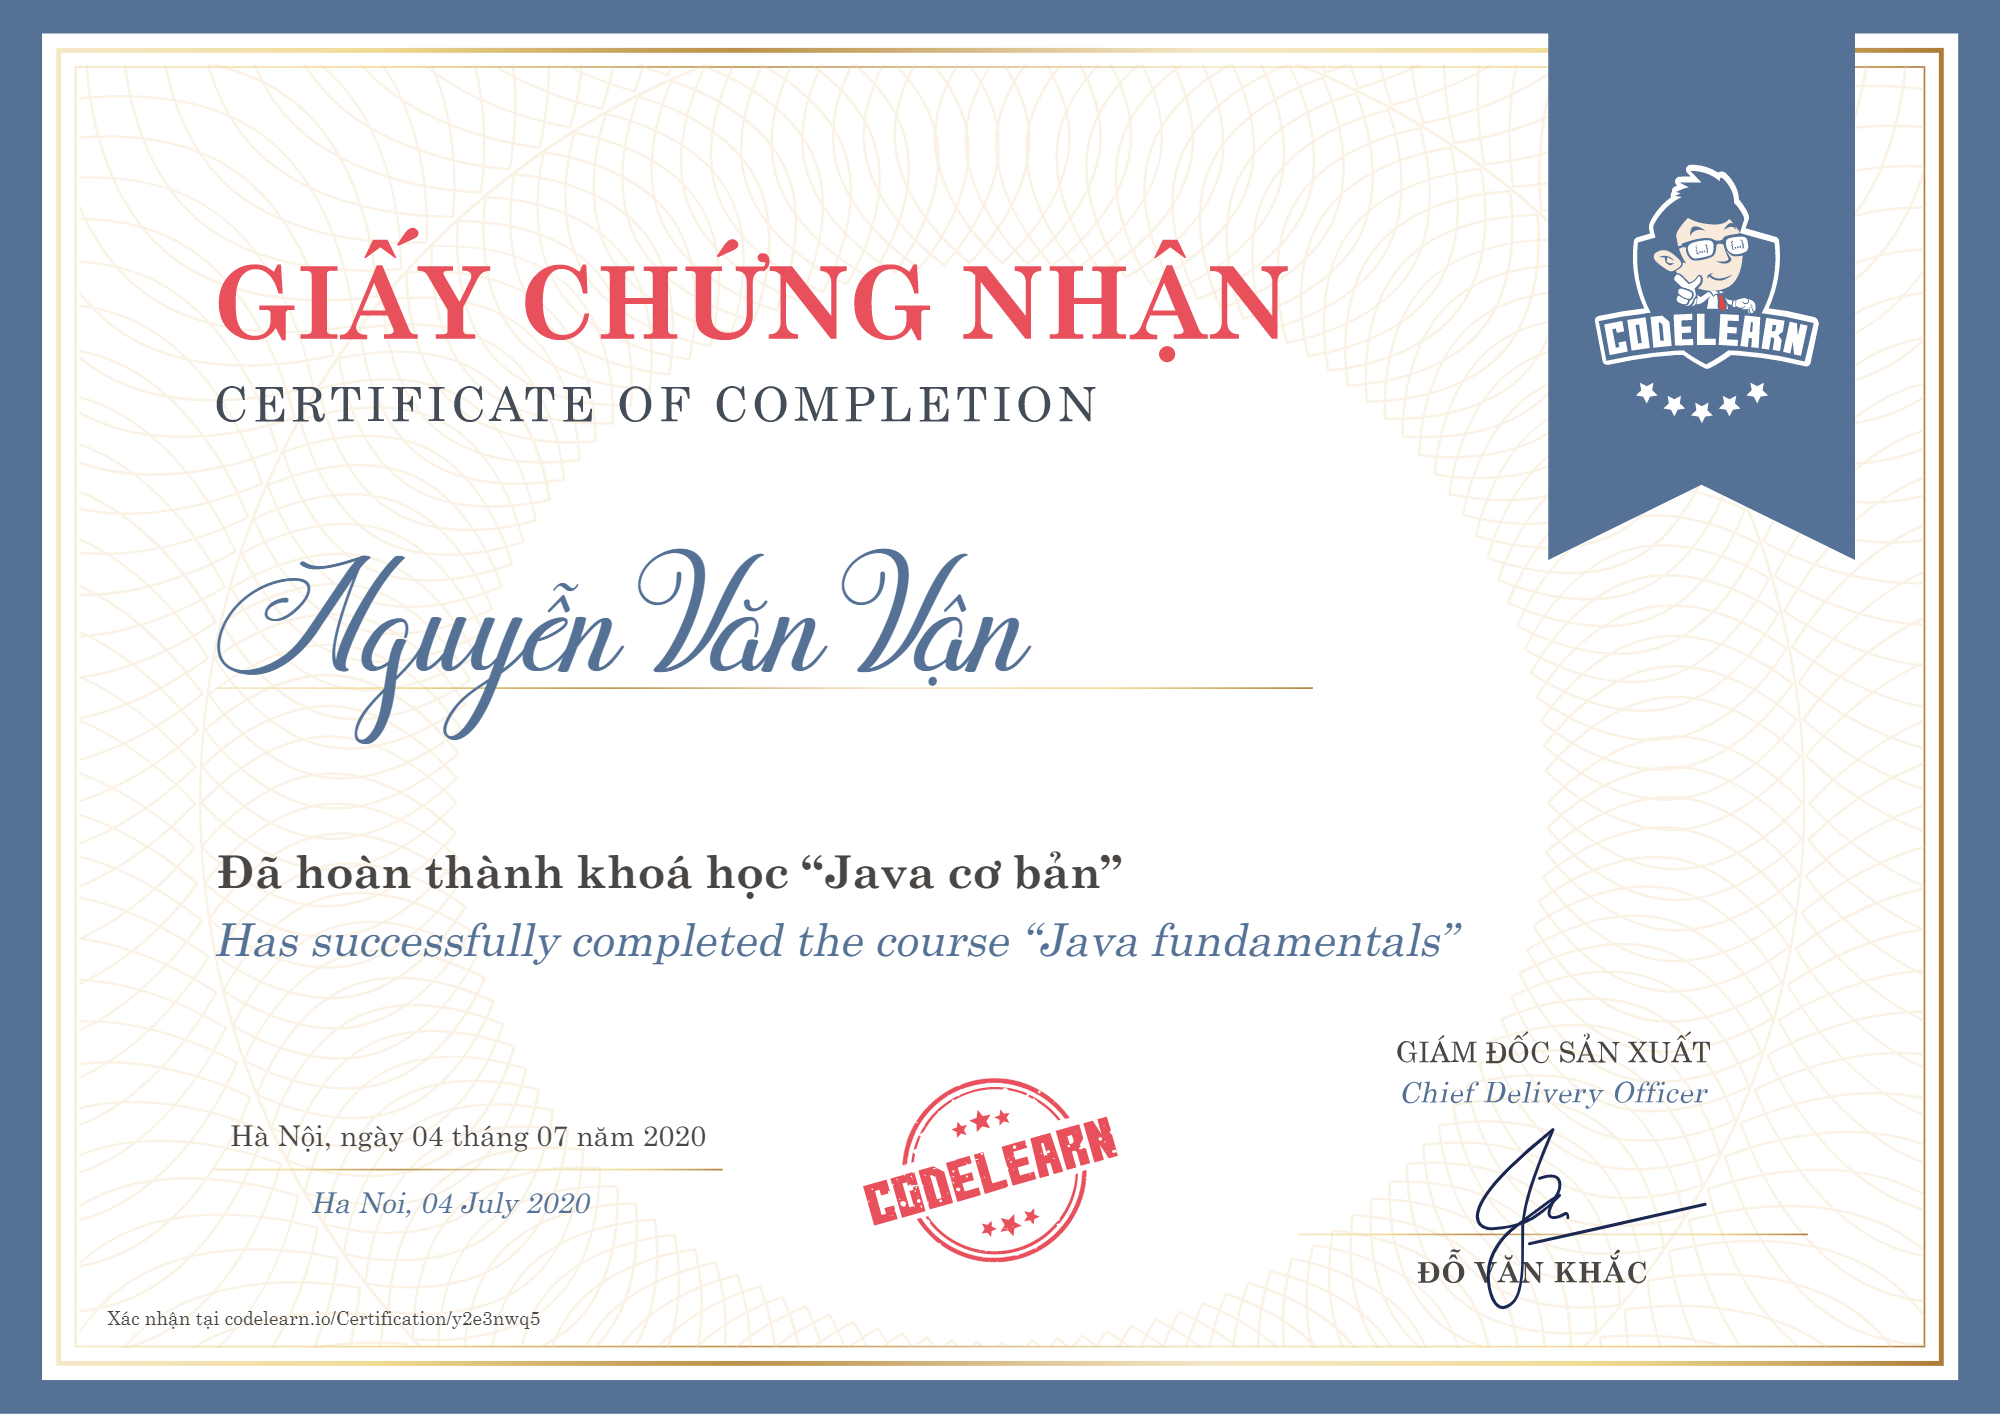 GIẤY CHỨNG NHẬN
CERTIFICATE OF COMPLETION
CODELEARN
Nguyễn Văn Vận
Đã hoàn thành khoá học “Java cơ bản”
Has successfully completed the course “Java fundamentals”
GIÁM ĐỐC SẢN XUẤT
Chief Delivery Officer
Hà Nội, ngày 04 tháng 07 năm 2020
Ha Noi, 04 July 2020
CODELEARN
ĐỖ VĂN KHẮC
Xác nhận tại codelearn.io/Certification/y2e3nwq5